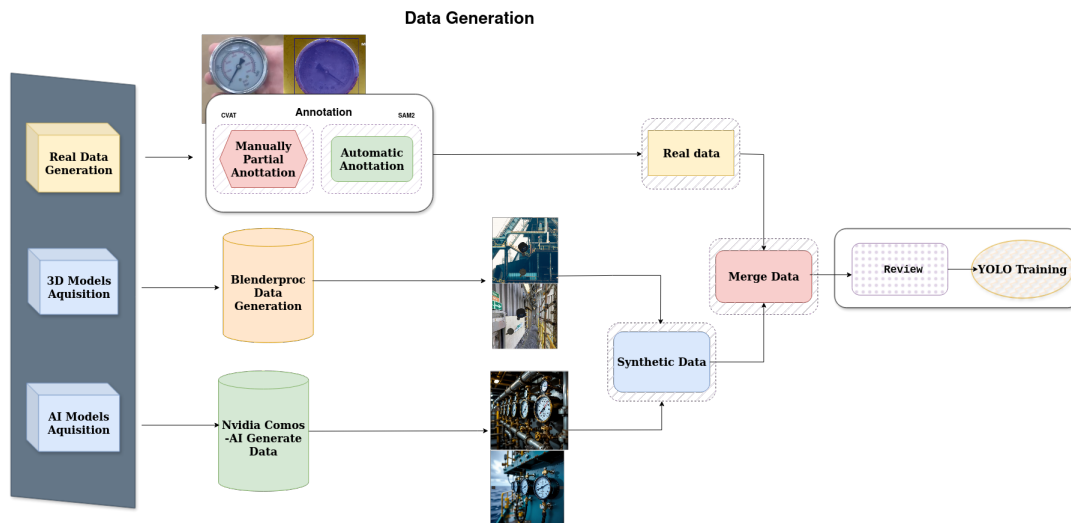 Data Generation
CVAT
Annotation
SAM2
Real Data
Generation
Manually
Partial
Anottation
Automatic
Anottation
Real data
3D Models
Aquisition
Blenderproc
Data
Generation
Merge Data
Review
YOLO Training
Synthetic Data
AI Models
Aquisition
Nvidia Comos
-AI Generate
Data